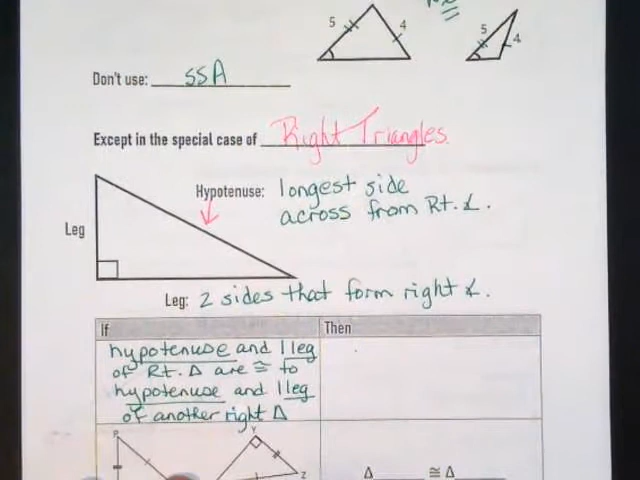 5 4 5 4
≅
Don't use: SSA
Except in the special case of Right Triangles.
Hypotenuse: longest side
across from Rt. ∡.
Leg
Leg: 2 sides that form right ∡.
If Then
hypotenuse and 1 leg
of Rt. Δ are ≅ to
hypotenuse and 1 leg
of another right Δ
P Y
Z
Δ ____ ≅ Δ ____